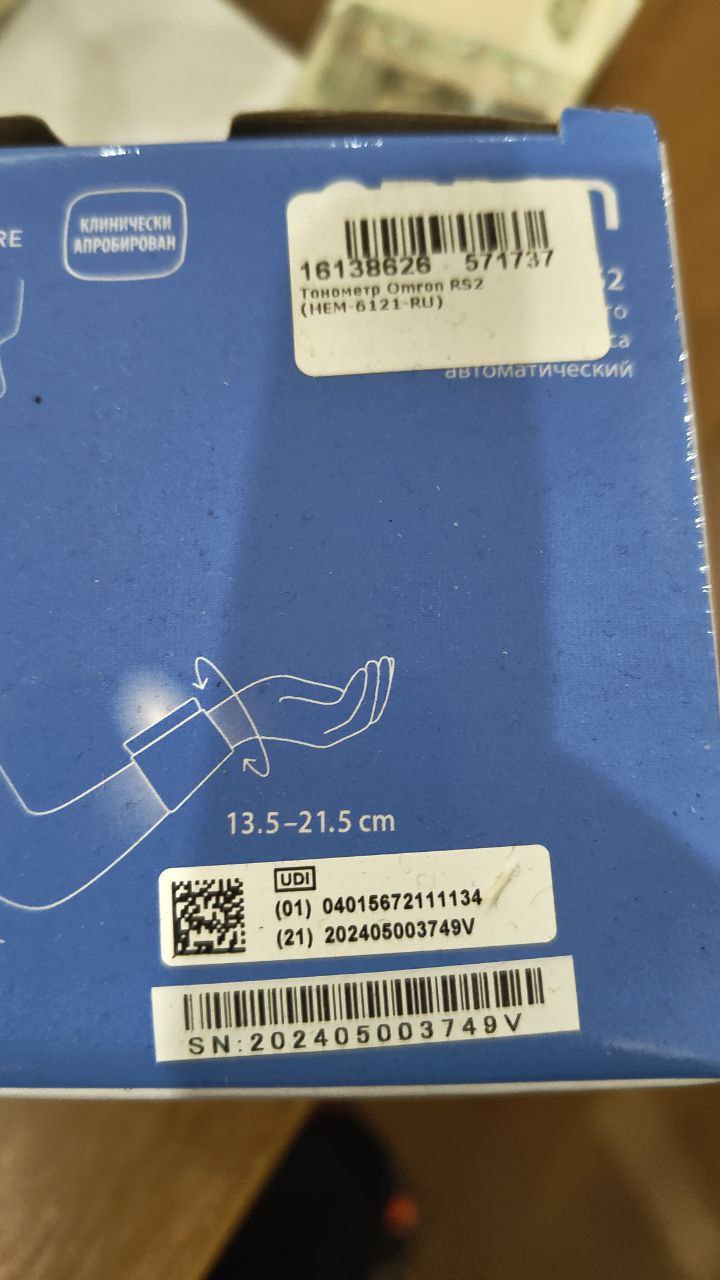 RE
КЛИНИЧЕСКИ
АПРОБИРОВАН
16138626 571737
Тонометр Omron RS2
(HEM-6121-RU)
автоматический
13.5–21.5 cm
UDI
(01) 04015672111134
(21) 202405003749V
SN:202405003749V